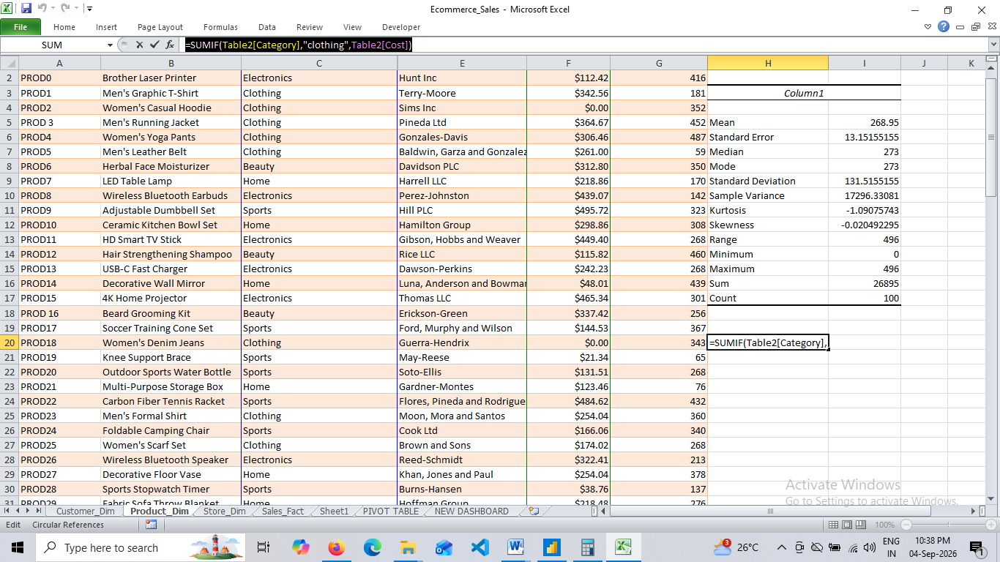 Ecommerce_Sales - Microsoft Excel
File Home Insert Page Layout Formulas Data Review View Developer
SUM fx =SUMIF(Table2[Category],"clothing",Table2[Cost])
A B C E F G H I J K
2 PROD0 Brother Laser Printer Electronics Hunt Inc $112.42 416
3 PROD1 Men's Graphic T-Shirt Clothing Terry-Moore $342.56 181 Column1
4 PROD2 Women's Casual Hoodie Clothing Sims Inc $0.00 352
5 PROD 3 Men's Running Jacket Clothing Pineda Ltd $364.67 452 Mean 268.95
6 PROD4 Women's Yoga Pants Clothing Gonzales-Davis $306.46 487 Standard Error 13.15155155
7 PROD5 Men's Leather Belt Clothing Baldwin, Garza and Gonzalez $261.00 59 Median 273
8 PROD6 Herbal Face Moisturizer Beauty Davidson PLC $312.80 350 Mode 273
9 PROD7 LED Table Lamp Home Harrell LLC $218.86 170 Standard Deviation 131.5155155
10 PROD8 Wireless Bluetooth Earbuds Electronics Perez-Johnston $439.07 142 Sample Variance 17296.33081
11 PROD9 Adjustable Dumbbell Set Sports Hill PLC $495.72 323 Kurtosis -1.09075743
12 PROD10 Ceramic Kitchen Bowl Set Home Hamilton Group $298.86 308 Skewness -0.020492295
13 PROD11 HD Smart TV Stick Electronics Gibson, Hobbs and Weaver $449.40 268 Range 496
14 PROD12 Hair Strengthening Shampoo Beauty Rice LLC $115.82 460 Minimum 0
15 PROD13 USB-C Fast Charger Electronics Dawson-Perkins $242.23 268 Maximum 496
16 PROD14 Decorative Wall Mirror Home Luna, Anderson and Bowmar $48.01 439 Sum 26895
17 PROD15 4K Home Projector Electronics Thomas LLC $465.34 301 Count 100
18 PROD 16 Beard Grooming Kit Beauty Erickson-Green $337.42 256
19 PROD17 Soccer Training Cone Set Sports Ford, Murphy and Wilson $144.53 367
20 PROD18 Women's Denim Jeans Clothing Guerra-Hendrix $0.00 343 =SUMIF(Table2[Category],
21 PROD19 Knee Support Brace Sports May-Reese $21.34 65
22 PROD20 Outdoor Sports Water Bottle Sports Soto-Ellis $131.51 268
23 PROD21 Multi-Purpose Storage Box Home Gardner-Montes $123.46 76
24 PROD22 Carbon Fiber Tennis Racket Sports Flores, Pineda and Rodrigue $484.62 432
25 PROD23 Men's Formal Shirt Clothing Moon, Mora and Santos $254.04 360
26 PROD24 Foldable Camping Chair Sports Cook Ltd $166.06 340
27 PROD25 Women's Scarf Set Clothing Brown and Sons $174.02 268
28 PROD26 Wireless Bluetooth Speaker Electronics Reed-Schmidt $322.41 213
29 PROD27 Decorative Floor Vase Home Khan, Jones and Paul $254.04 378
30 PROD28 Sports Stopwatch Timer Sports Burns-Hansen $38.76 137
31 PROD29 Fabric Sofa Throw Blanket Home Hoffman Group $218.48 276
Activate Windows
Go to Settings to activate Windows.
Customer_Dim Product_Dim Store_Dim Sales_Fact Sheet1 PIVOT TABLE NEW DASHBOARD
Edit Circular References 100%
Type here to search 3 26°C ENG IN 10:38 PM 04-Sep-2026 1